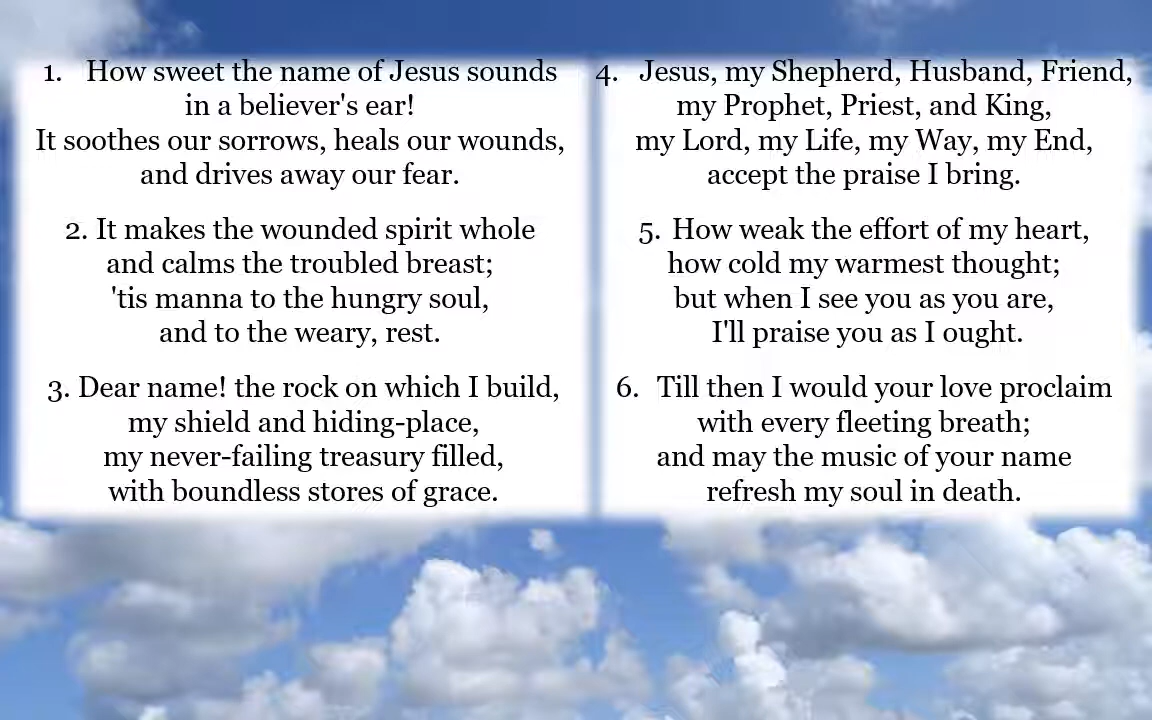 1. How sweet the name of Jesus sounds
in a believer's ear!
It soothes our sorrows, heals our wounds,
and drives away our fear.
2. It makes the wounded spirit whole
and calms the troubled breast;
'tis manna to the hungry soul,
and to the weary, rest.
3. Dear name! the rock on which I build,
my shield and hiding-place,
my never-failing treasury filled,
with boundless stores of grace.
4. Jesus, my Shepherd, Husband, Friend,
my Prophet, Priest, and King,
my Lord, my Life, my Way, my End,
accept the praise I bring.
5. How weak the effort of my heart,
how cold my warmest thought;
but when I see you as you are,
I'll praise you as I ought.
6. Till then I would your love proclaim
with every fleeting breath;
and may the music of your name
refresh my soul in death.